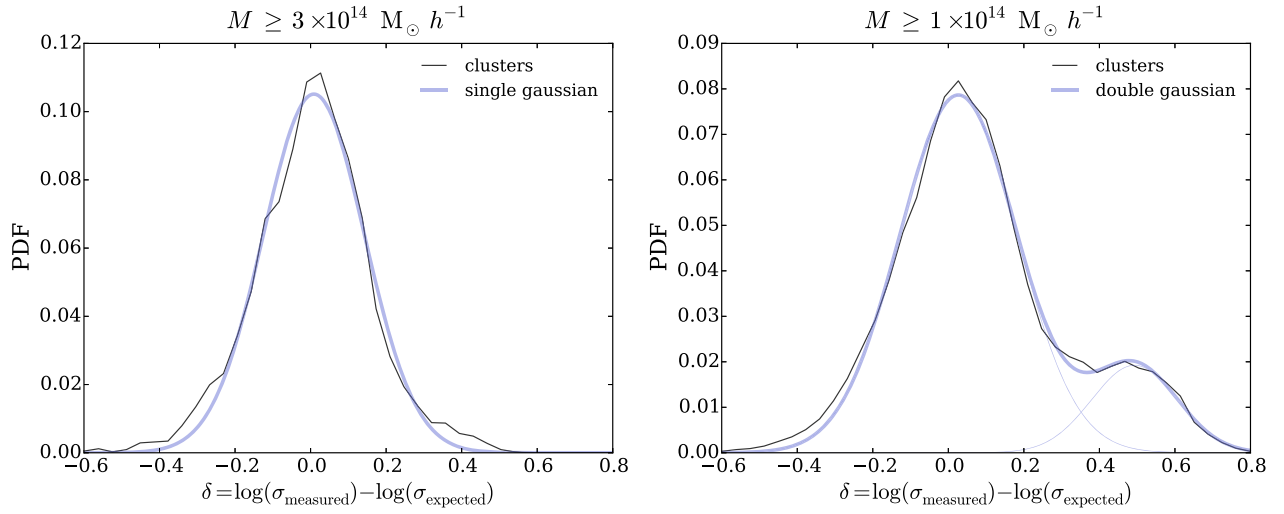 M ≥ 3 ×10^14 M_⊙ h^−1
0.12
0.10
0.08
0.06
0.04
0.02
0.00
PDF
clusters
single gaussian
−0.6 −0.4 −0.2 0.0 0.2 0.4 0.6 0.8
δ=log(σ_measured)−log(σ_expected)
M ≥ 1 ×10^14 M_⊙ h^−1
0.09
0.08
0.07
0.06
0.05
0.04
0.03
0.02
0.01
0.00
PDF
clusters
double gaussian
−0.6 −0.4 −0.2 0.0 0.2 0.4 0.6 0.8
δ=log(σ_measured)−log(σ_expected)